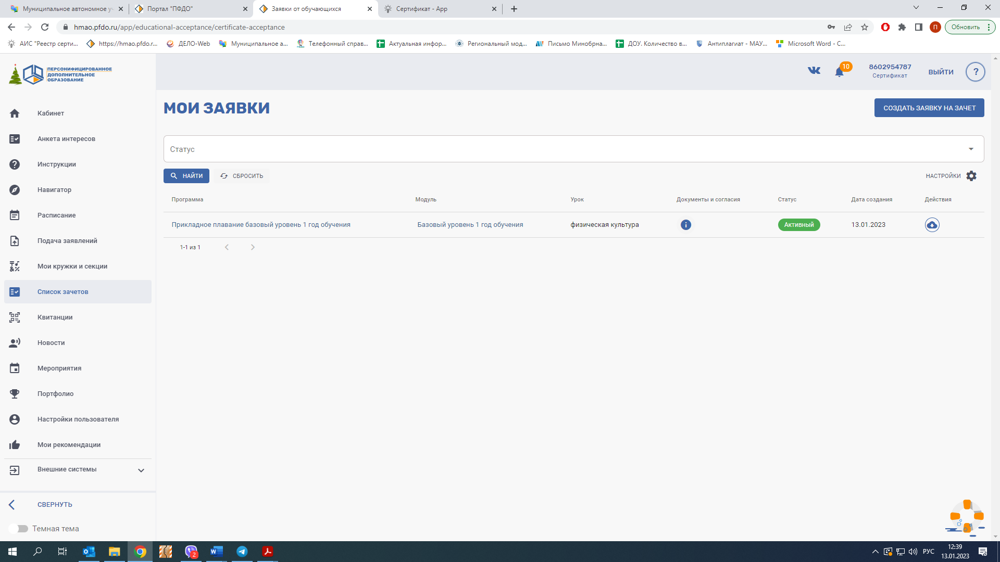 Муниципальное автономное уч
Портал "ПФДО"
Заявки от обучающихся
Сертификат - App
hmao.pfdo.ru/app/educational-acceptance/certificate-acceptance
П
Обновить
АИС "Реестр серти...
https://hmao.pfdo.r...
ДЕЛО-Web
Муниципальное а...
Телефонный справ...
Актуальная инфор...
Региональный мод...
Письмо Минобрна...
ДОУ. Количество в...
Антиплагиат - МАУ...
Microsoft Word - С...
ПЕРСОНИФИЦИРОВАННОЕ
ДОПОЛНИТЕЛЬНОЕ
ОБРАЗОВАНИЕ
10
8602954787
Сертификат
ВЫЙТИ
?
Кабинет
Анкета интересов
Инструкции
Навигатор
Расписание
Подача заявлений
Мои кружки и секции
Список зачетов
Квитанции
Новости
Мероприятия
Портфолио
Настройки пользователя
Мои рекомендации
Внешние системы
СВЕРНУТЬ
Темная тема
МОИ ЗАЯВКИ
СОЗДАТЬ ЗАЯВКУ НА ЗАЧЕТ
Статус
НАЙТИ
СБРОСИТЬ
НАСТРОЙКИ
Программа
Модуль
Урок
Документы и согласия
Статус
Дата создания
Действия
Прикладное плавание базовый уровень 1 год обучения
Базовый уровень 1 год обучения
физическая культура
Активный
13.01.2023
1-1 из 1
2
РУС
12:39
13.01.2023